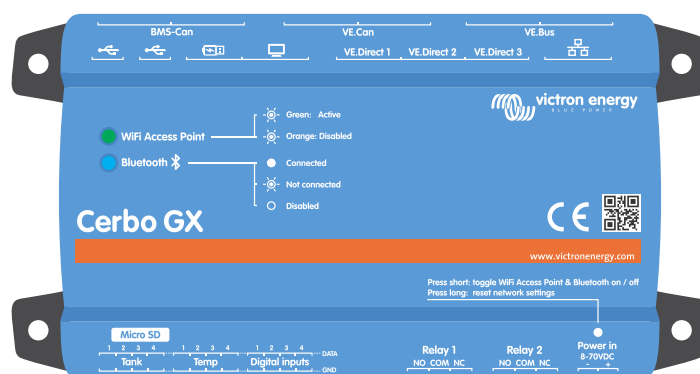 BMS-Can VE.Can VE.Bus
VE.Direct 1 VE.Direct 2 VE.Direct 3
victron energy
BLUE POWER
Green: Active
WiFi Access Point
Orange: Disabled
Bluetooth
Connected
Not connected
Disabled
Cerbo GX
CE
www.victronenergy.com
Press short: toggle WiFi Access Point & Bluetooth on / off
Press long: reset network settings
Micro SD
1 2 3 4 1 2 3 4 1 2 3 4 DATA
Tank Temp Digital inputs
GND
Relay 1 Relay 2 Power in
NO COM NC NO COM NC 8-70VDC
- +